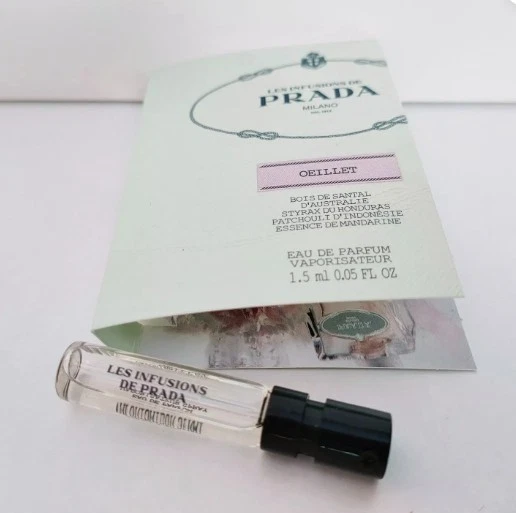 LES INFUSIONS DE
PRADA
MILANO
OEILLET
BOIS DE SANTAL
D'AUSTRALIE
STYRAX DU HONDURAS
PATCHOULI D'INDONÉSIE
ESSENCE DE MANDARINE
EAU DE PARFUM
VAPORISATEUR
1.5 ml 0.05 FL OZ
LES INFUSIONS
DE PRADA